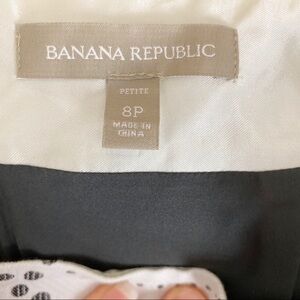 BANANA REPUBLIC
PETITE
8P
MADE IN
CHINA